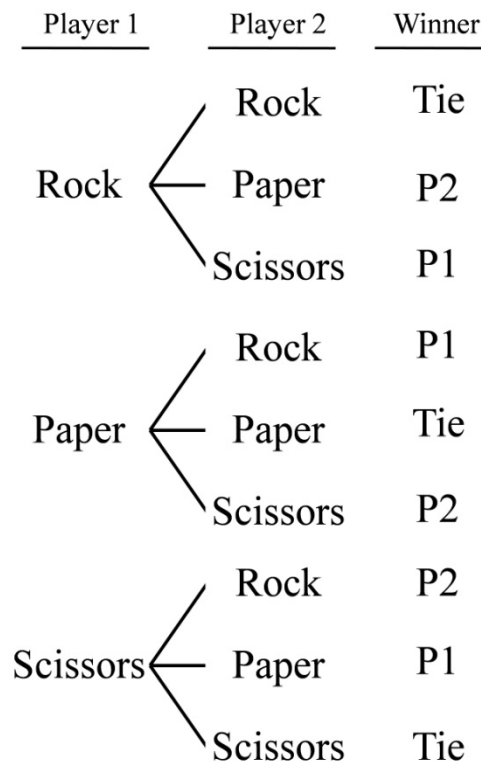 Player 1 Player 2 Winner
Rock Tie
Rock Paper P2
Scissors P1
Rock P1
Paper Paper Tie
Scissors P2
Rock P2
Scissors Paper P1
Scissors Tie